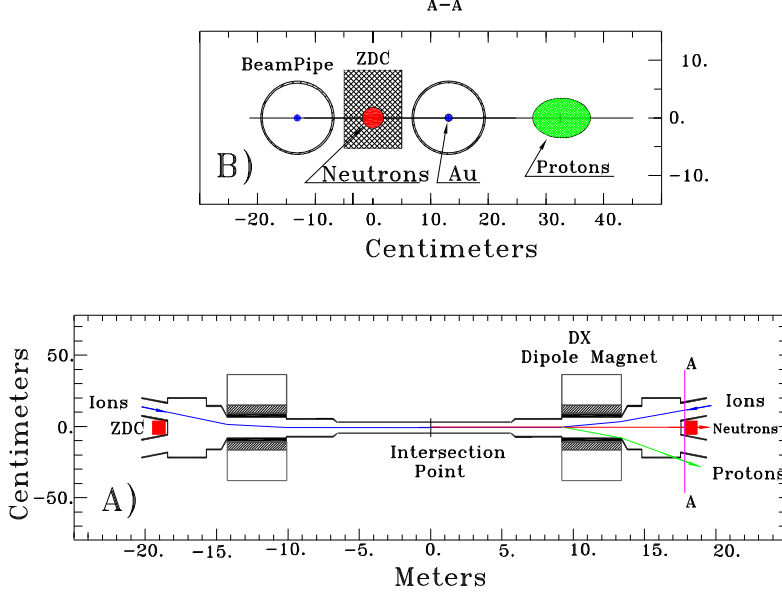 A-A
BeamPipe
ZDC
10.
0.
-10.
B)
Neutrons
Au
Protons
-20.
-10.
0.
10.
20.
30.
40.
Centimeters
Centimeters
50.
0.
-50.
DX
Dipole Magnet
A
Ions
Ions
ZDC
Neutrons
Intersection
Point
Protons
A
A)
-20.
-15.
-10.
-5.
0.
5.
10.
15.
20.
Meters